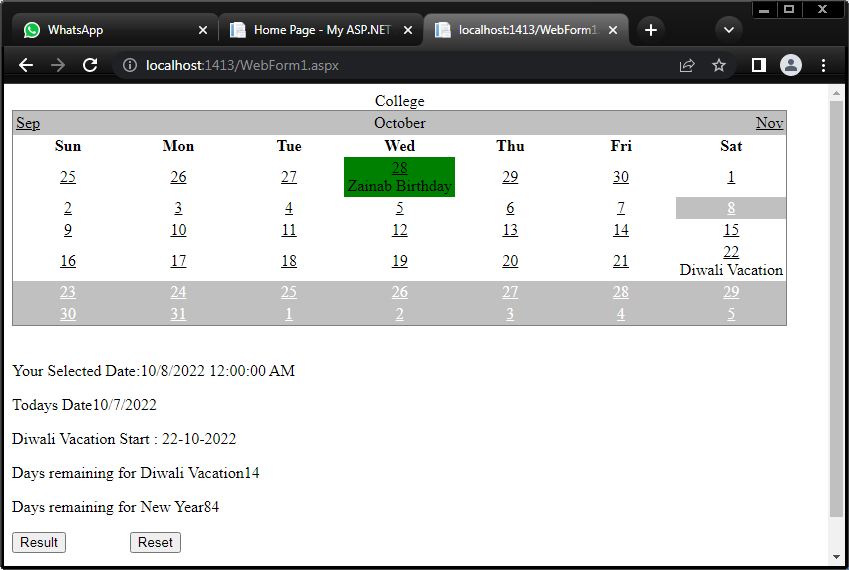 WhatsApp Home Page - My ASP.NET localhost:1413/WebForm1
localhost:1413/WebForm1.aspx
College
Sep October Nov
Sun Mon Tue Wed Thu Fri Sat
25 26 27 28 29 30 1
Zainab Birthday
2 3 4 5 6 7 8
9 10 11 12 13 14 15
16 17 18 19 20 21 22
Diwali Vacation
23 24 25 26 27 28 29
30 31 1 2 3 4 5
Your Selected Date:10/8/2022 12:00:00 AM
Todays Date10/7/2022
Diwali Vacation Start : 22-10-2022
Days remaining for Diwali Vacation14
Days remaining for New Year84
Result Reset